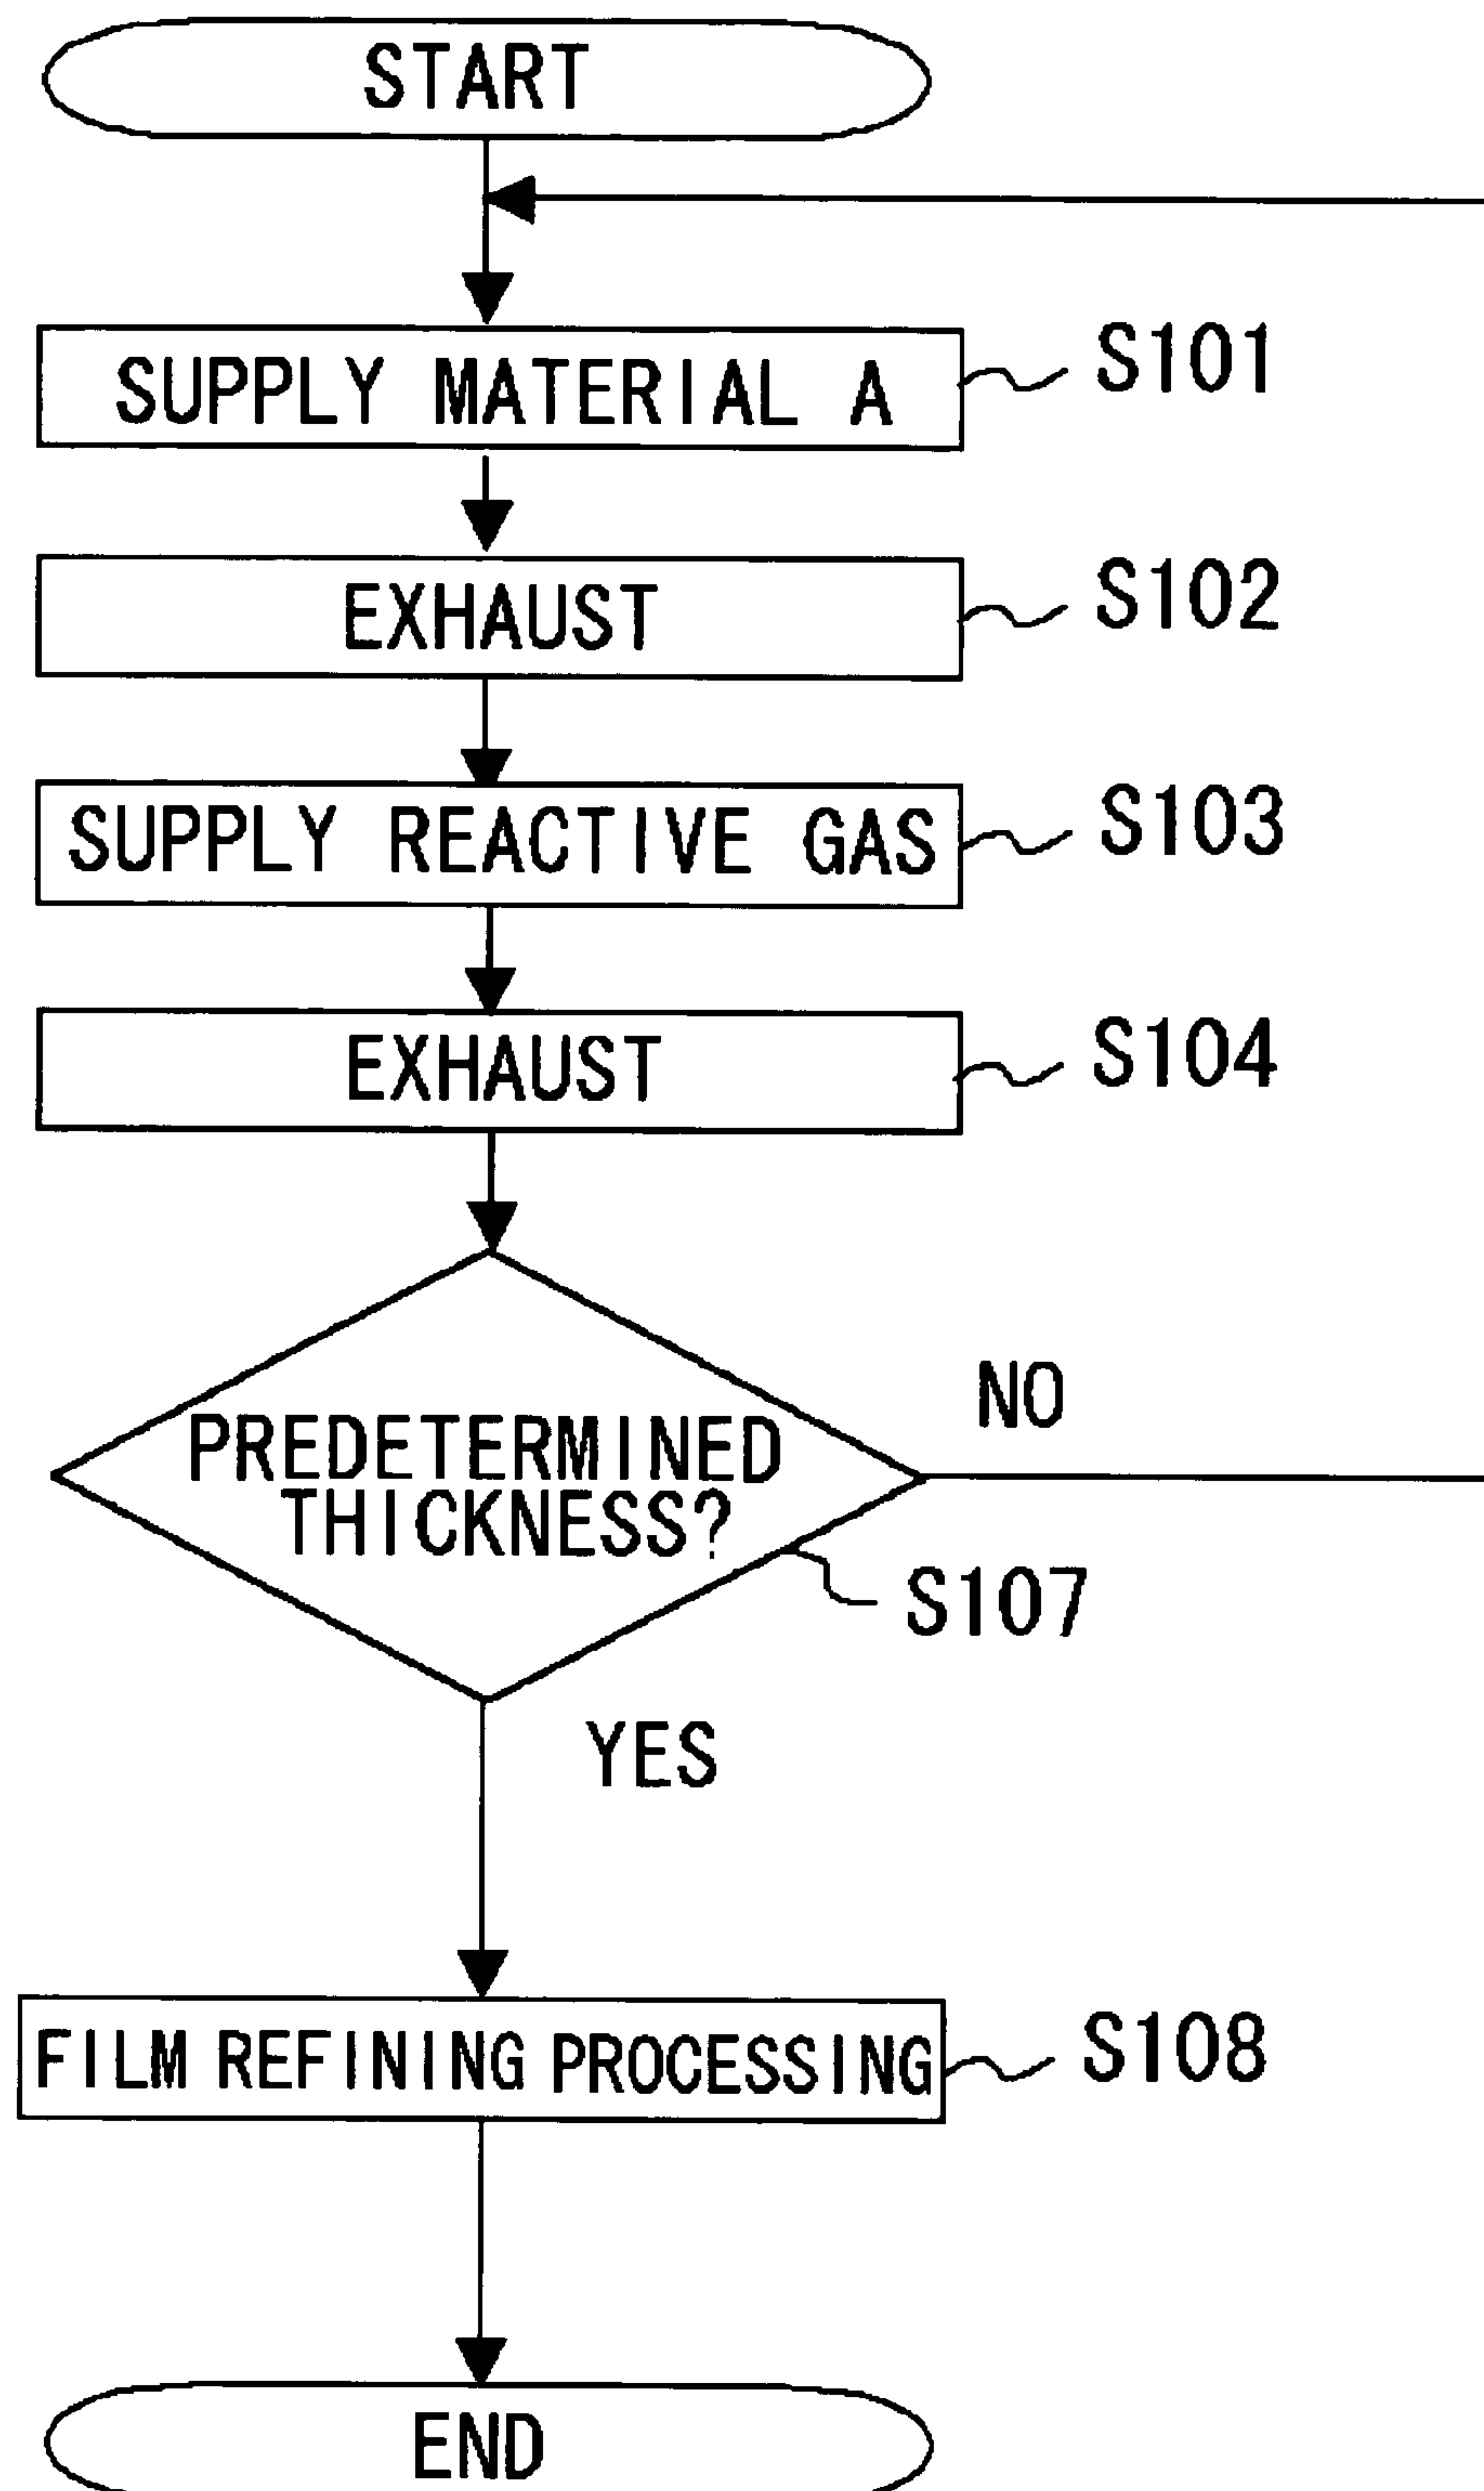 START
SUPPLY MATERIAL A
S101
EXHAUST
S102
SUPPLY REACTIVE GAS
S103
EXHAUST
S104
NO
PREDETERMINED
THICKNESS?
S107
YES
FILM REFINING PROCESSING
S108
END